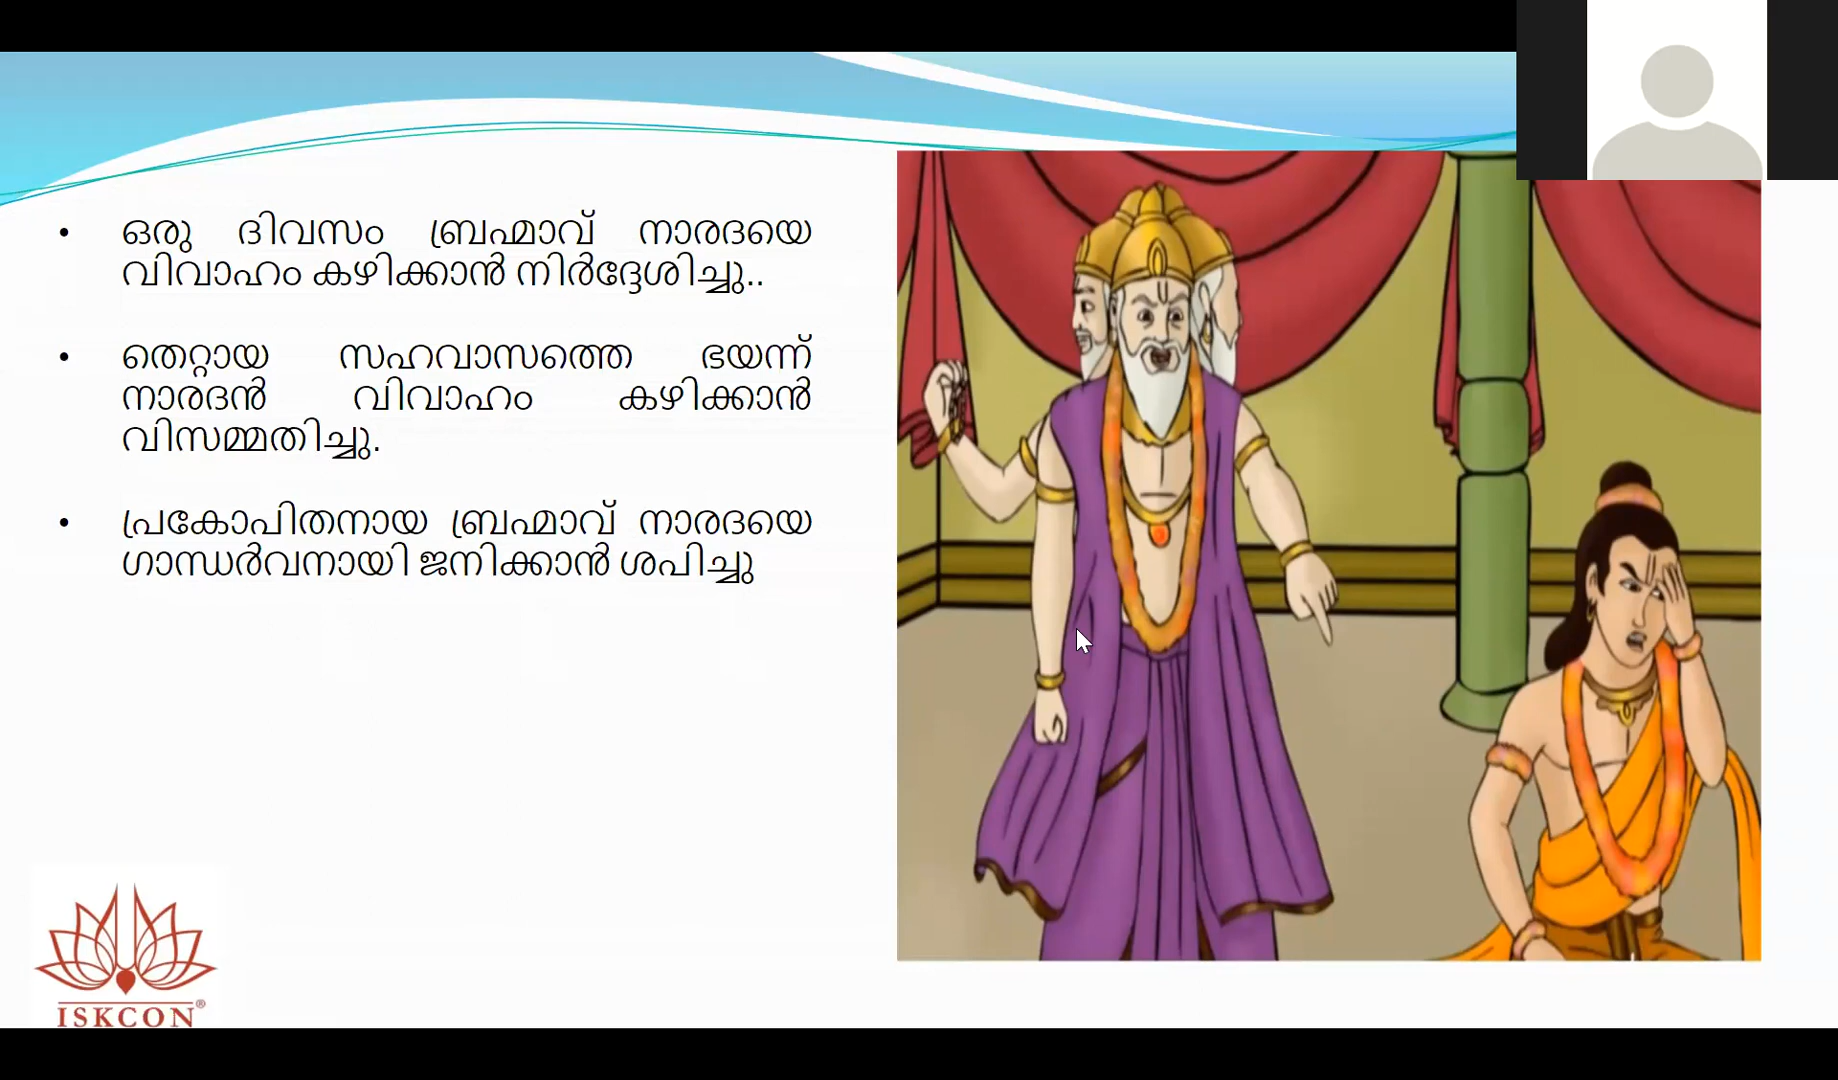 • ഒരു ദിവസം ബ്രഹ്മാവ് നാരദയെ
വിവാഹം കഴിക്കാൻ നിർദ്ദേശിച്ചു..
• തെറ്റായ സഹവാസത്തെ ഭയന്ന്
നാരദൻ വിവാഹം കഴിക്കാൻ
വിസമ്മതിച്ചു.
• പ്രകോപിതനായ ബ്രഹ്മാവ് നാരദയെ
ഗാന്ധർവനായി ജനിക്കാൻ ശപിച്ചു
ISKCON®